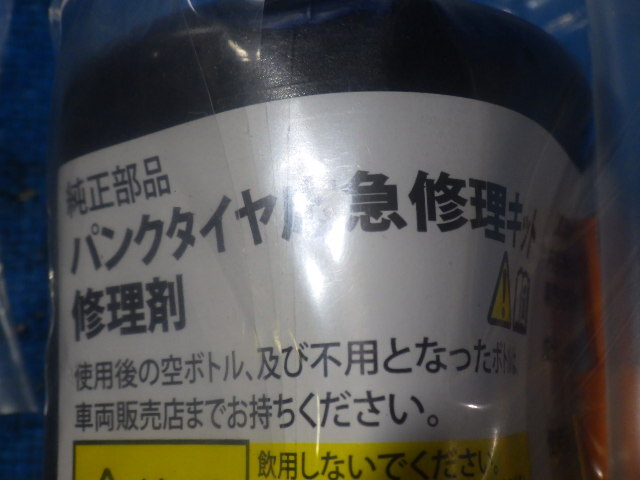 純正部品
パンクタイヤ応急修理キット
修理剤
使用後の空ボトル、及び不用となったボトルは
車両販売店までお持ちください。
飲用しないでください。